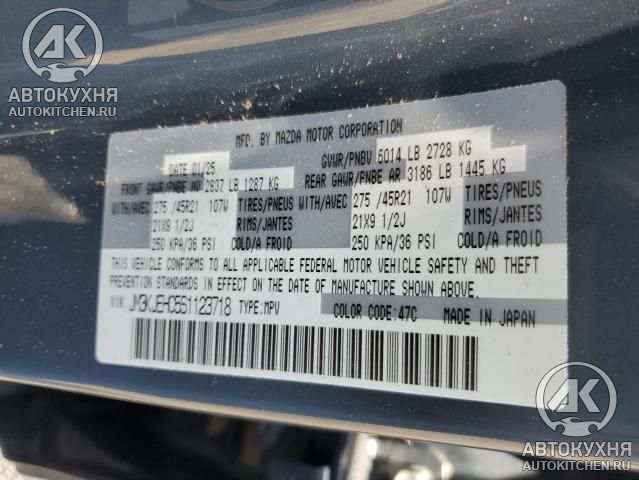 АК
АВТОКУХНЯ
AUTOKITCHEN.RU
MFD. BY MAZDA MOTOR CORPORATION
DATE 01/25
GVWR/PNBV 6014 LB 2728 KG
FRONT GAWR/PNBE AV 2837 LB 1287 KG
REAR GAWR/PNBE AR 3186 LB 1445 KG
WITH/AVEC 275 /45R21 107W TIRES/PNEUS
275 /45R21 107W TIRES/PNEUS
21X9 1/2J RIMS/JANTES
21X9 1/2J RIMS/JANTES
250 KPA/36 PSI COLD/A FROID
250 KPA/36 PSI COLD/A FROID
THIS VEHICLE CONFORMS TO ALL APPLICABLE FEDERAL MOTOR VEHICLE SAFETY AND THEFT
PREVENTION STANDARDS IN EFFECT ON THE DATE OF MANUFACTURE SHOWN ABOVE.
VIN: JM3KJEHC5S1123718 TYPE:MPV COLOR CODE:47C MADE IN JAPAN
АК
АВТОКУХНЯ
AUTOKITCHEN.RU